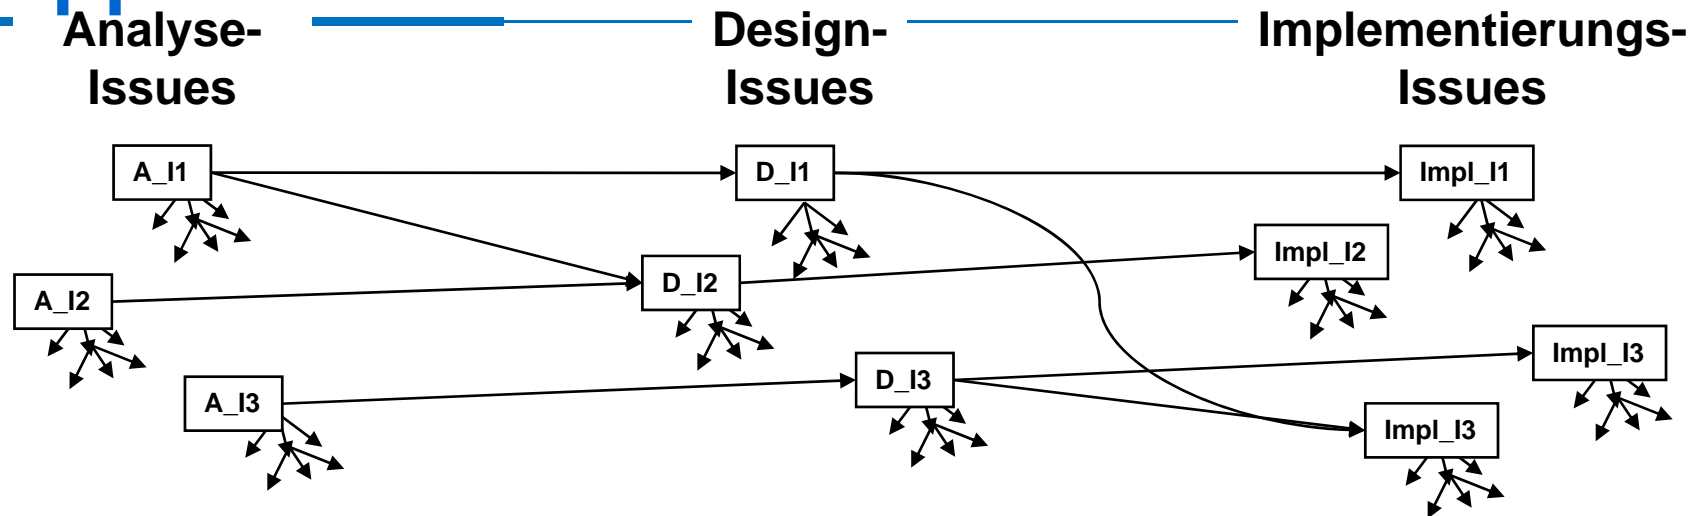 Analyse-
Issues
Design-
Issues
Implementierungs-
Issues
A_I1
D_I1
Impl_I1
A_I2
D_I2
Impl_I2
A_I3
D_I3
Impl_I3
Impl_I3